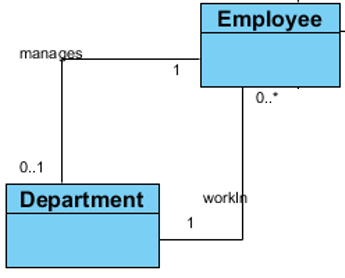 Employee
manages
1
0..*
0..1
Department
workIn
1